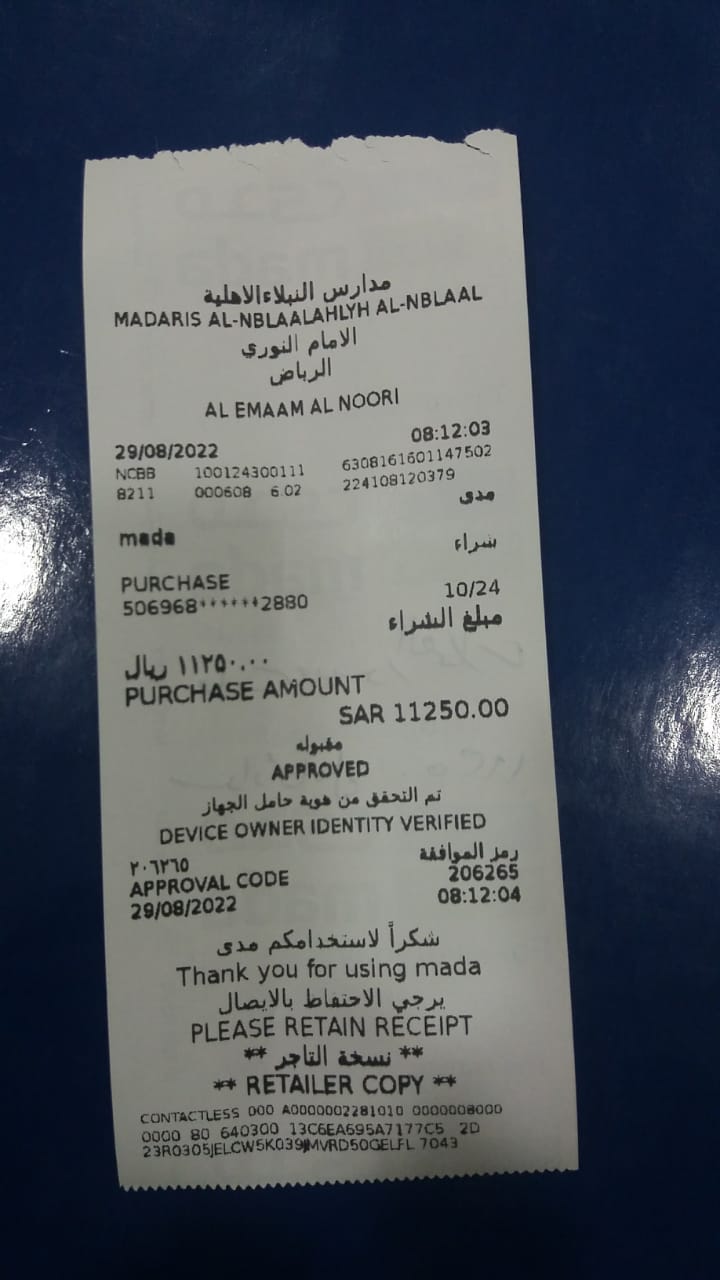 مدارس النبلاءالاهلية
MADARIS AL-NBLAALAHLYH AL-NBLAAL
الامام النوري
الرياض
AL EMAAM AL NOORI
29/08/2022 08:12:03
NCBB 100124300111 6308161601147502
8211 000608 6.02 224108120379
مدى
mada
شراء
PURCHASE
506968******2880 10/24
مبلغ الشراء
١١٢٥٠.٠٠ ريال
PURCHASE AMOUNT
SAR 11250.00
مقبوله
APPROVED
تم التحقق من هوية حامل الجهاز
DEVICE OWNER IDENTITY VERIFIED
٢٠٦٢٦٥ رمز الموافقة
APPROVAL CODE 206265
29/08/2022 08:12:04
شكراً لاستخدامكم مدى
Thank you for using mada
يرجي الاحتفاط بالايصال
PLEASE RETAIN RECEIPT
** نسخة التاجر **
** RETAILER COPY **
CONTACTLESS 000 A0000002281010 0000008000
0000 80 640300 13C6EA695A7177C5 2D
23R0305JELCW5K039JMVRD50GELFL 7043